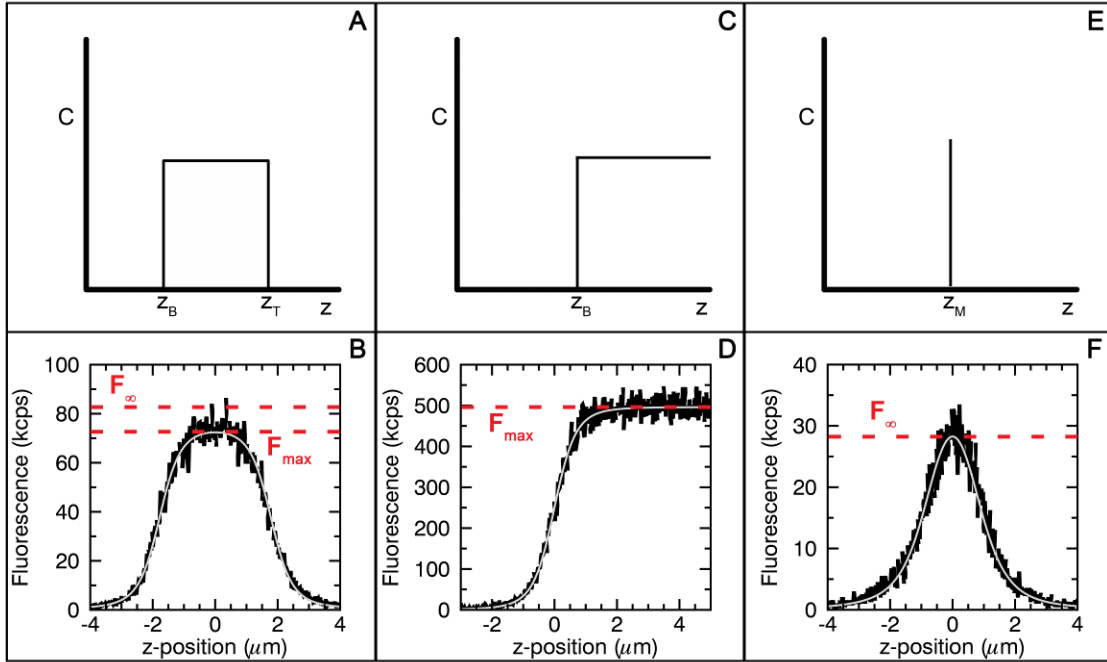 A
C
z_B
z_T
z
C
C
z_B
z
E
C
z_M
z
B
Fluorescence (kcps)
100
80
60
40
20
0
F_∞
F_max
-4
-2
0
2
4
z-position (μm)
D
Fluorescence (kcps)
600
500
400
300
200
100
0
F_max
-2
0
2
4
z-position (μm)
F
Fluorescence (kcps)
40
30
20
10
0
F_∞
-4
-2
0
2
4
z-position (μm)